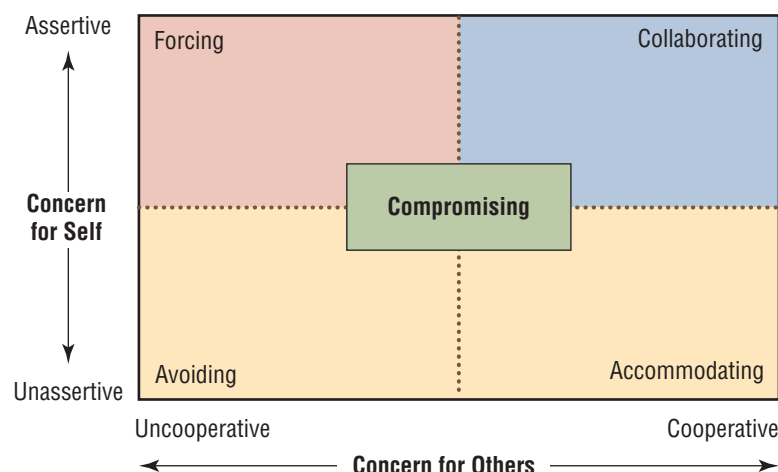 Assertive
Forcing
Collaborating
Concern
for Self
Compromising
Unassertive
Avoiding
Accommodating
Uncooperative
Cooperative
Concern for Others